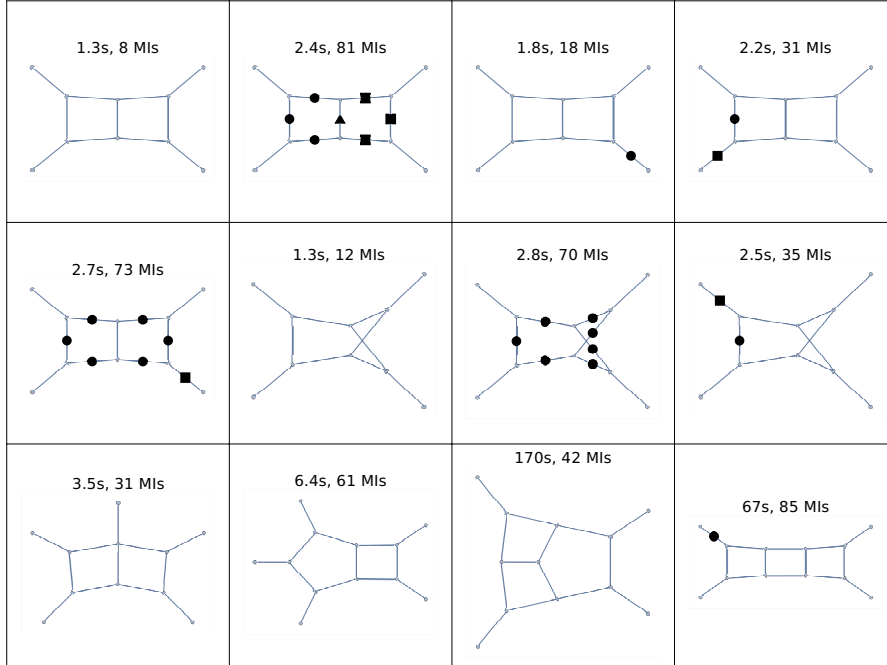 1.3s, 8 MIs
2.4s, 81 MIs
1.8s, 18 MIs
2.2s, 31 MIs
2.7s, 73 MIs
1.3s, 12 MIs
2.8s, 70 MIs
2.5s, 35 MIs
3.5s, 31 MIs
6.4s, 61 MIs
170s, 42 MIs
67s, 85 MIs